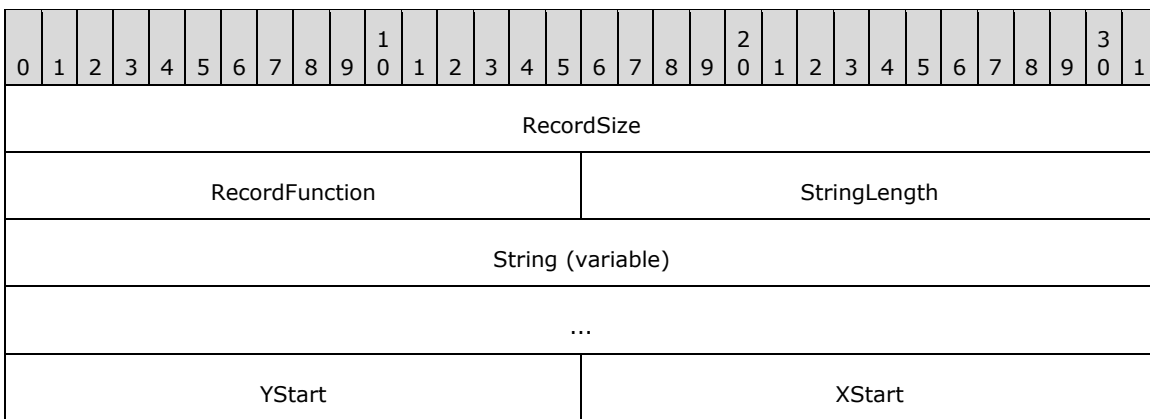 1 2 3
0 1 2 3 4 5 6 7 8 9 0 1 2 3 4 5 6 7 8 9 0 1 2 3 4 5 6 7 8 9 0 1
RecordSize
RecordFunction StringLength
String (variable)
...
YStart XStart